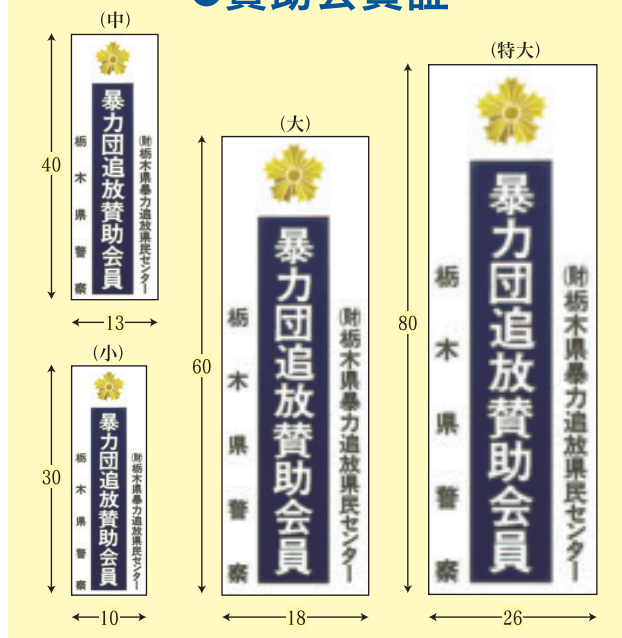 ●賛助会員証
(中)
暴力団追放賛助会員
㈶栃木県暴力追放県民センター
栃木県警察
40
13
(小)
暴力団追放賛助会員
㈶栃木県暴力追放県民センター
栃木県警察
30
10
(大)
暴力団追放賛助会員
㈶栃木県暴力追放県民センター
栃木県警察
60
18
(特大)
暴力団追放賛助会員
㈶栃木県暴力追放県民センター
栃木県警察
80
26